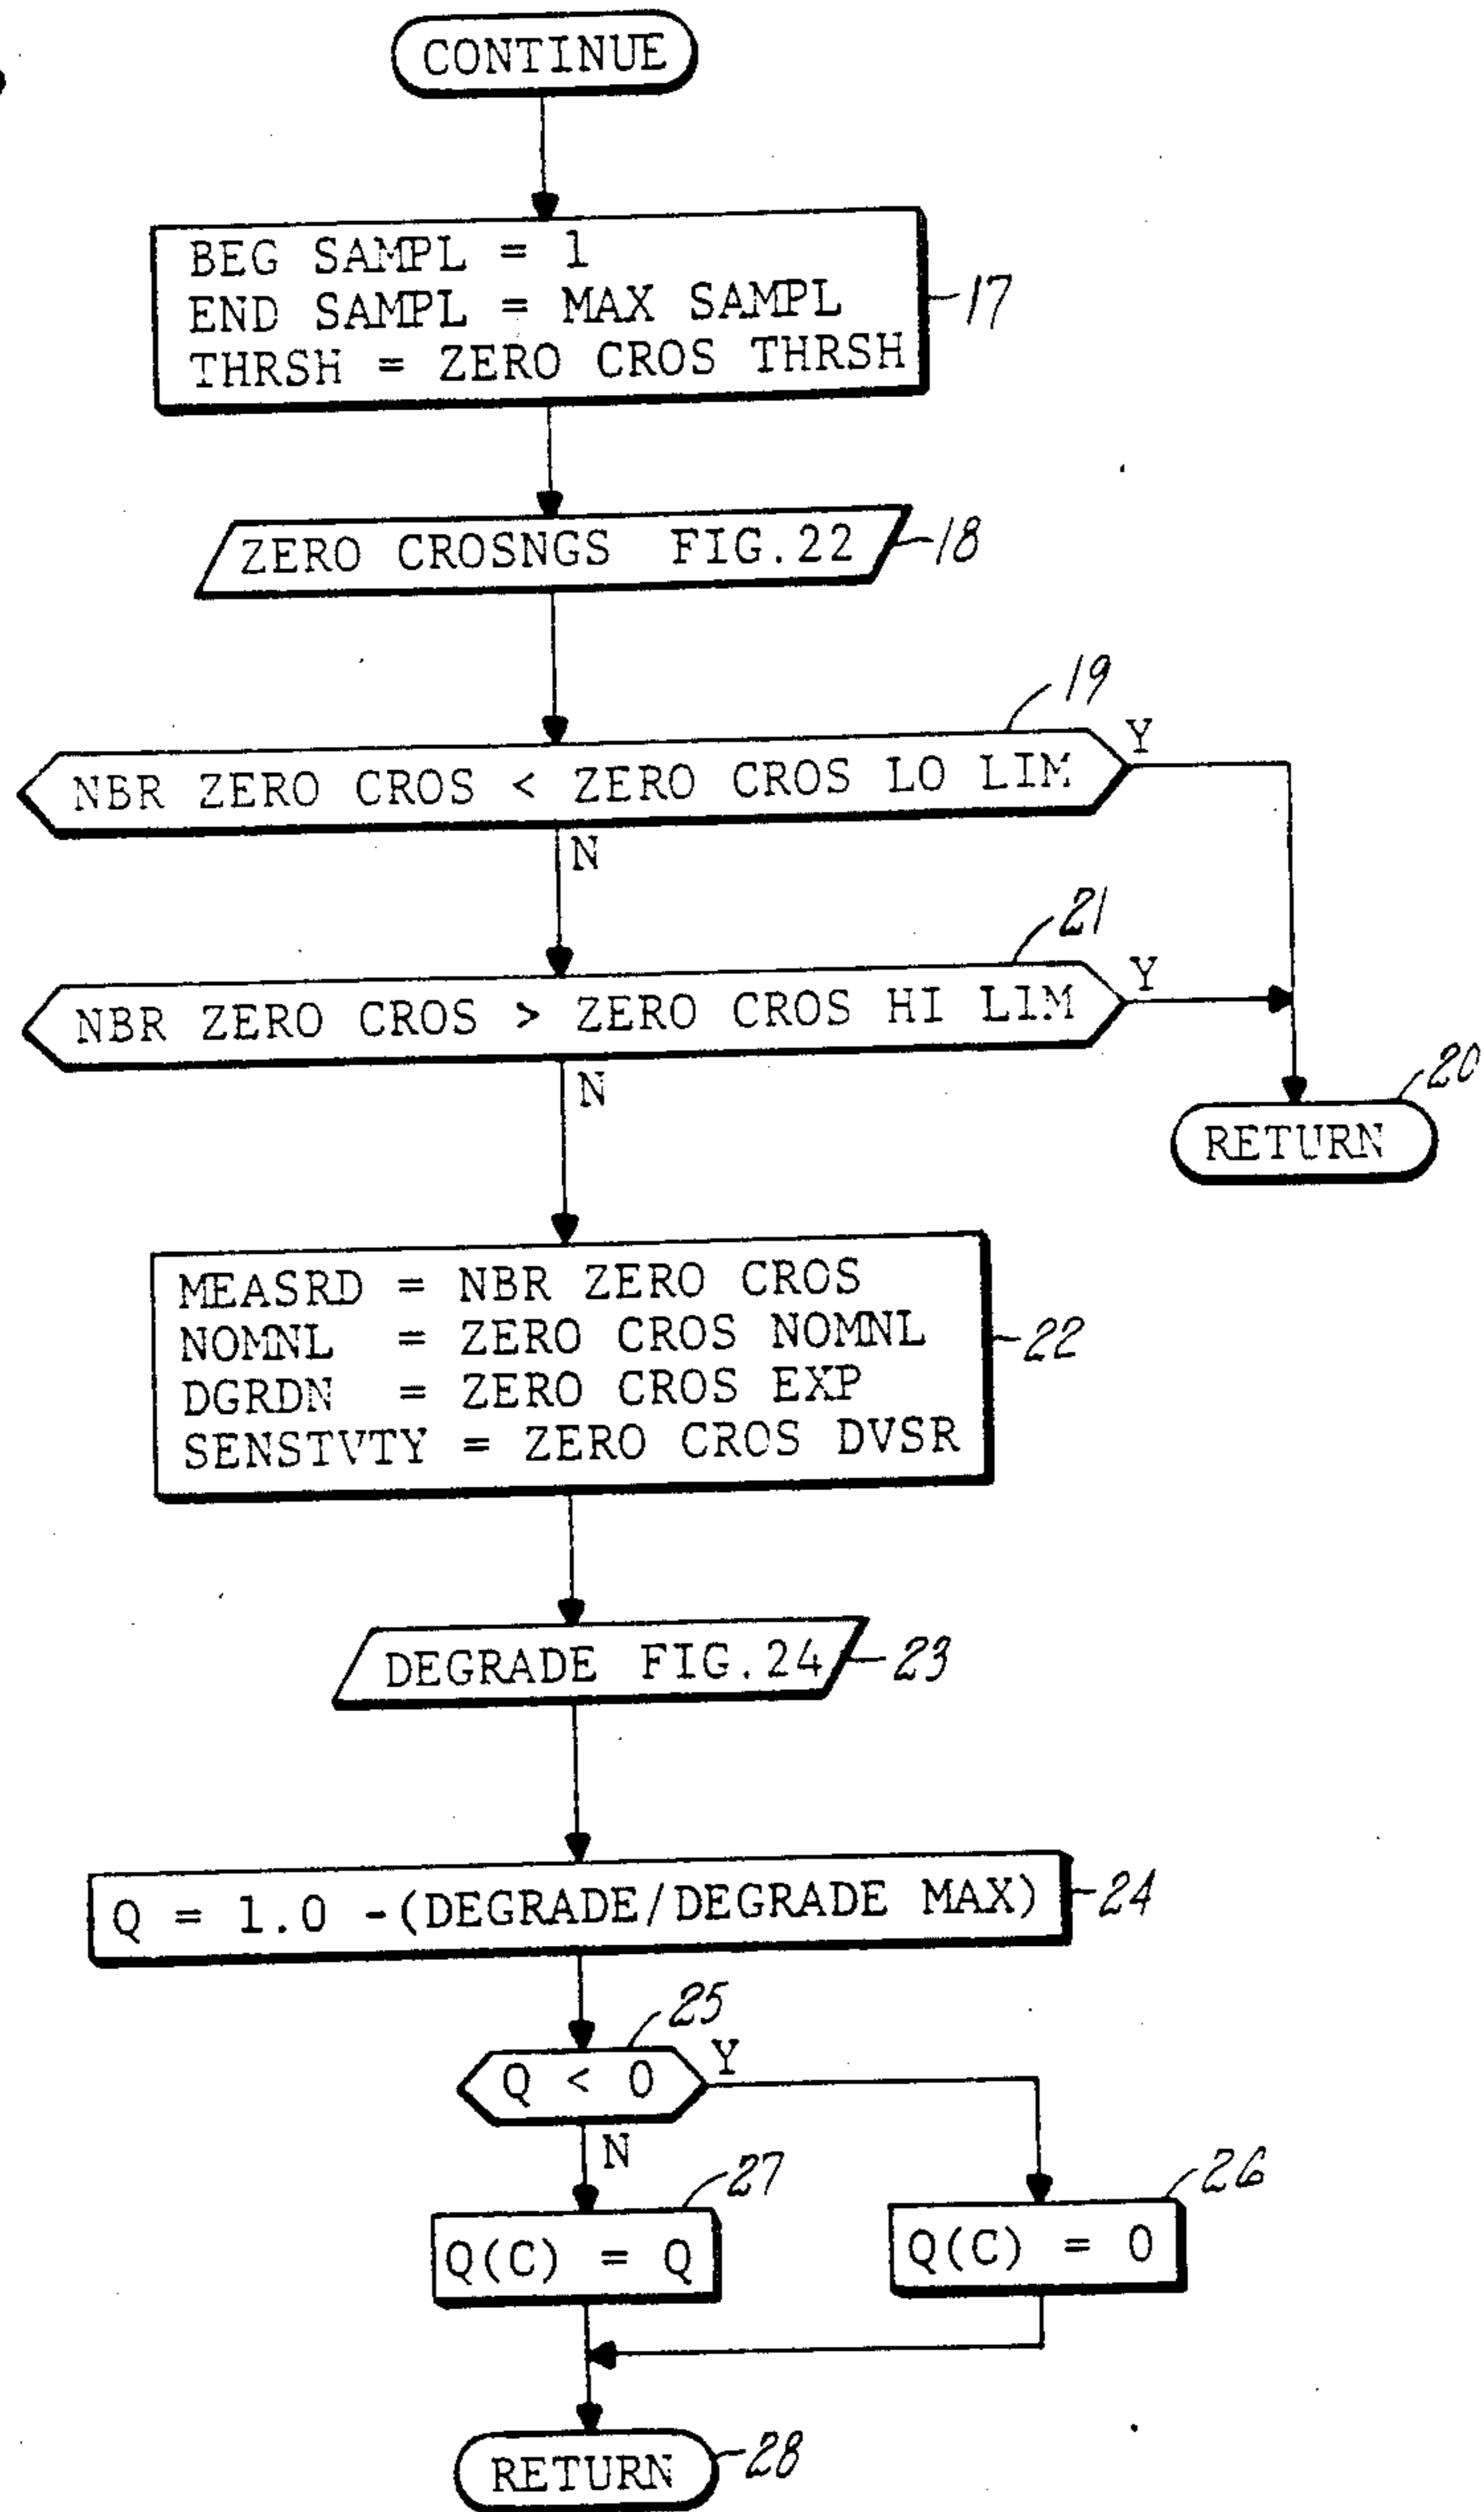 CONTINUE
BEG SAMPL = 1
END SAMPL = MAX SAMPL
THRSH = ZERO CROS THRSH
17
ZERO CROSNGS FIG.22
18
19
NBR ZERO CROS < ZERO CROS LO LIM
Y
N
21
NBR ZERO CROS > ZERO CROS HI LIM
Y
N
20
RETURN
MEASRD = NBR ZERO CROS
NOMNL = ZERO CROS NOMNL
DGRDN = ZERO CROS EXP
SENSTVTY = ZERO CROS DVSR
22
DEGRADE FIG.24
23
Q = 1.0 -(DEGRADE/DEGRADE MAX)
24
25
Q < 0
Y
N
27
Q(C) = Q
26
Q(C) = 0
RETURN
28